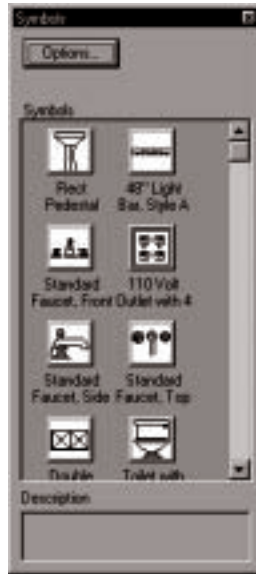 Symbols
Options...
Symbols
Rect 48" Light
Pedestal Bar, Style A
Standard 110 Volt
Faucet, Front Outlet with 4
Standard Standard
Faucet, Side Faucet, Top
Double Toilet with
Description